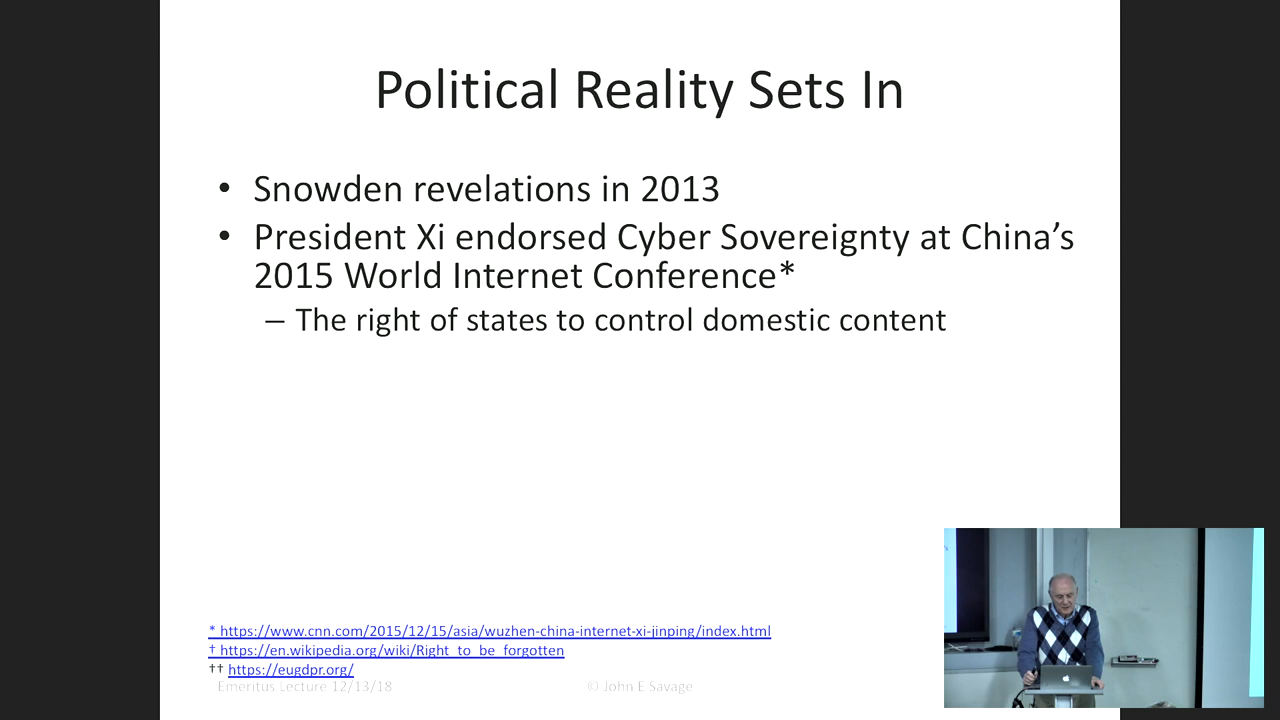 Political Reality Sets In
• Snowden revelations in 2013
• President Xi endorsed Cyber Sovereignty at China’s
2015 World Internet Conference*
– The right of states to control domestic content
* https://www.cnn.com/2015/12/15/asia/wuzhen-china-internet-xi-jinping/index.html
† https://en.wikipedia.org/wiki/Right_to_be_forgotten
†† https://eugdpr.org/
Emeritus Lecture 12/13/18 © John E Savage